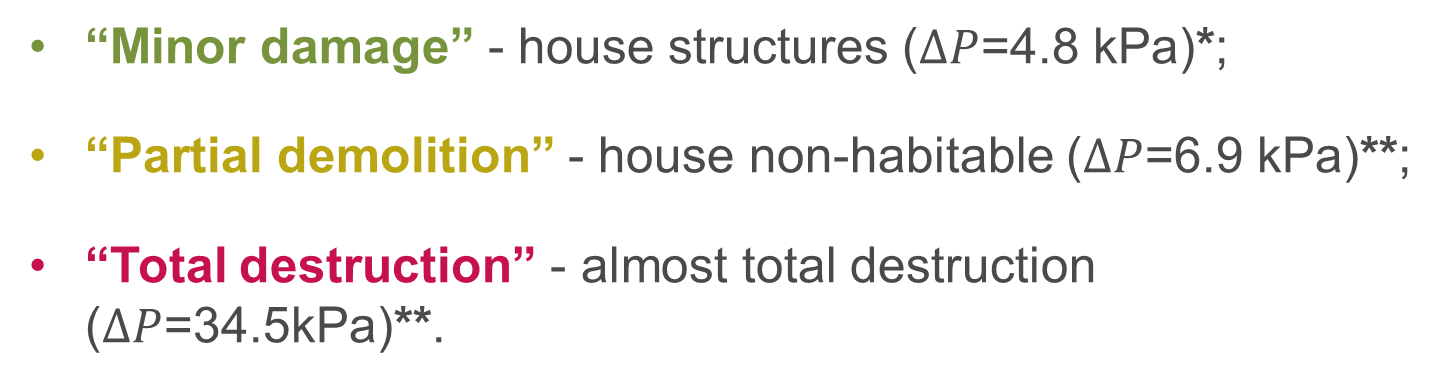 • “Minor damage” - house structures (Δ𝑃=4.8 kPa)*;
• “Partial demolition” - house non-habitable (Δ𝑃=6.9 kPa)**;
• “Total destruction” - almost total destruction
(Δ𝑃=34.5kPa)**.